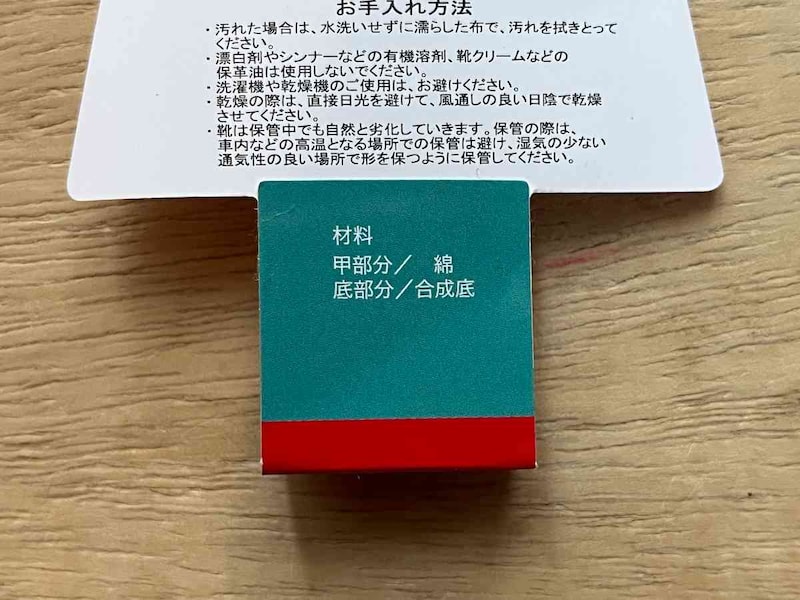 お手入れ方法
・汚れた場合は、水洗いせずに濡らした布で、汚れを拭きとって
ください。
・漂白剤やシンナーなどの有機溶剤、靴クリームなどの
保革油は使用しないでください。
・洗濯機や乾燥機のご使用は、お避けください。
・乾燥の際は、直接日光を避けて、風通しの良い日陰で乾燥
させてください。
・靴は保管中でも自然と劣化していきます。保管の際は、
車内などの高温となる場所での保管は避け、湿気の少ない
通気性の良い場所で形を保つように保管してください。
材料
甲部分／　綿
底部分／合成底